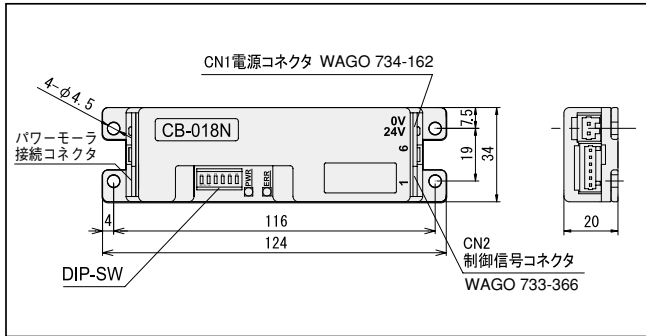 CN1電源コネクタ WAGO 734-162
4-φ4.5
パワーモーラ
接続コネクタ
CB-018N
0V
24V
6
1
PWR
ERR
7.5
19
34
4
116
124
20
DIP-SW
CN2
制御信号コネクタ
WAGO 733-366